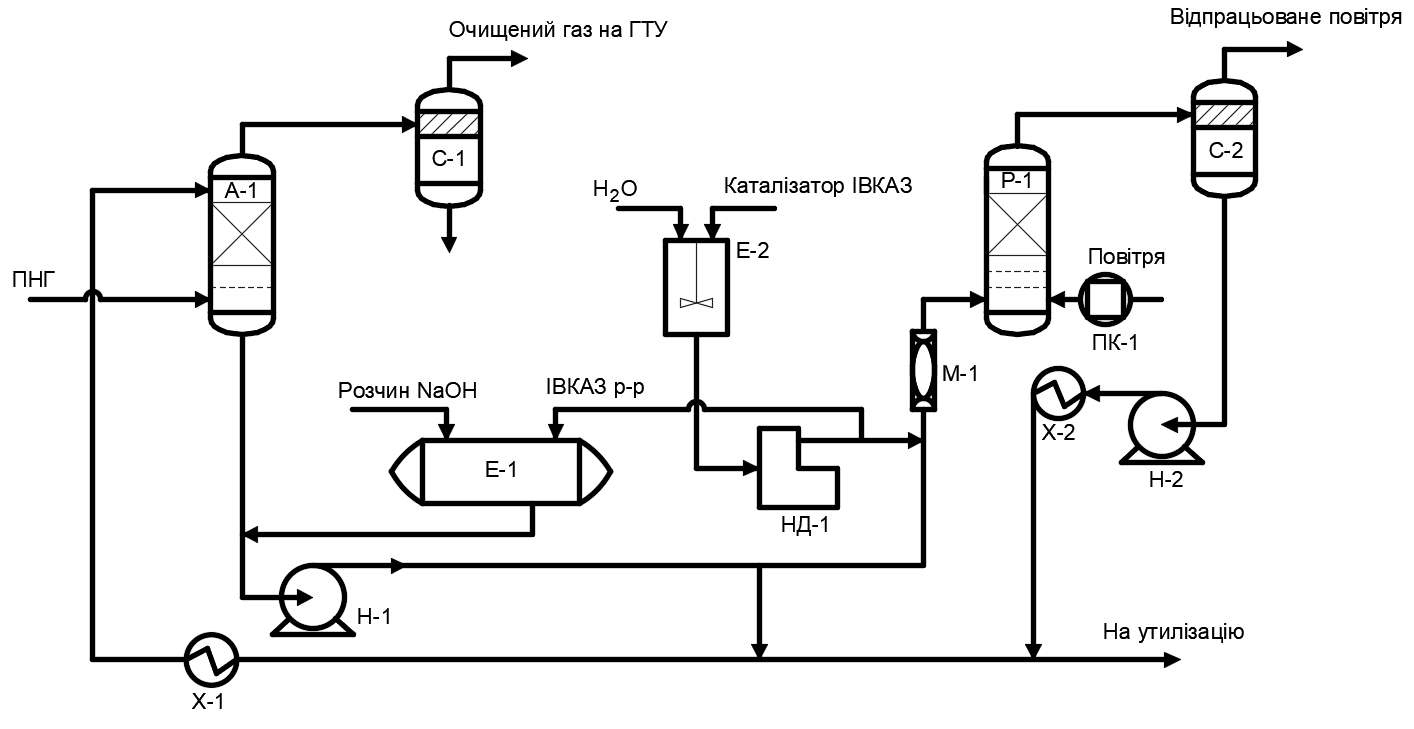 Відпрацьоване повітря
Очищений газ на ГТУ
С-1
С-2
А-1
Р-1
H₂O
Каталізатор ІВКАЗ
Е-2
ПНГ
Повітря
ПК-1
М-1
Розчин NaOH
ІВКАЗ р-р
Х-2
Е-1
Н-2
НД-1
Н-1
На утилізацію
Х-1